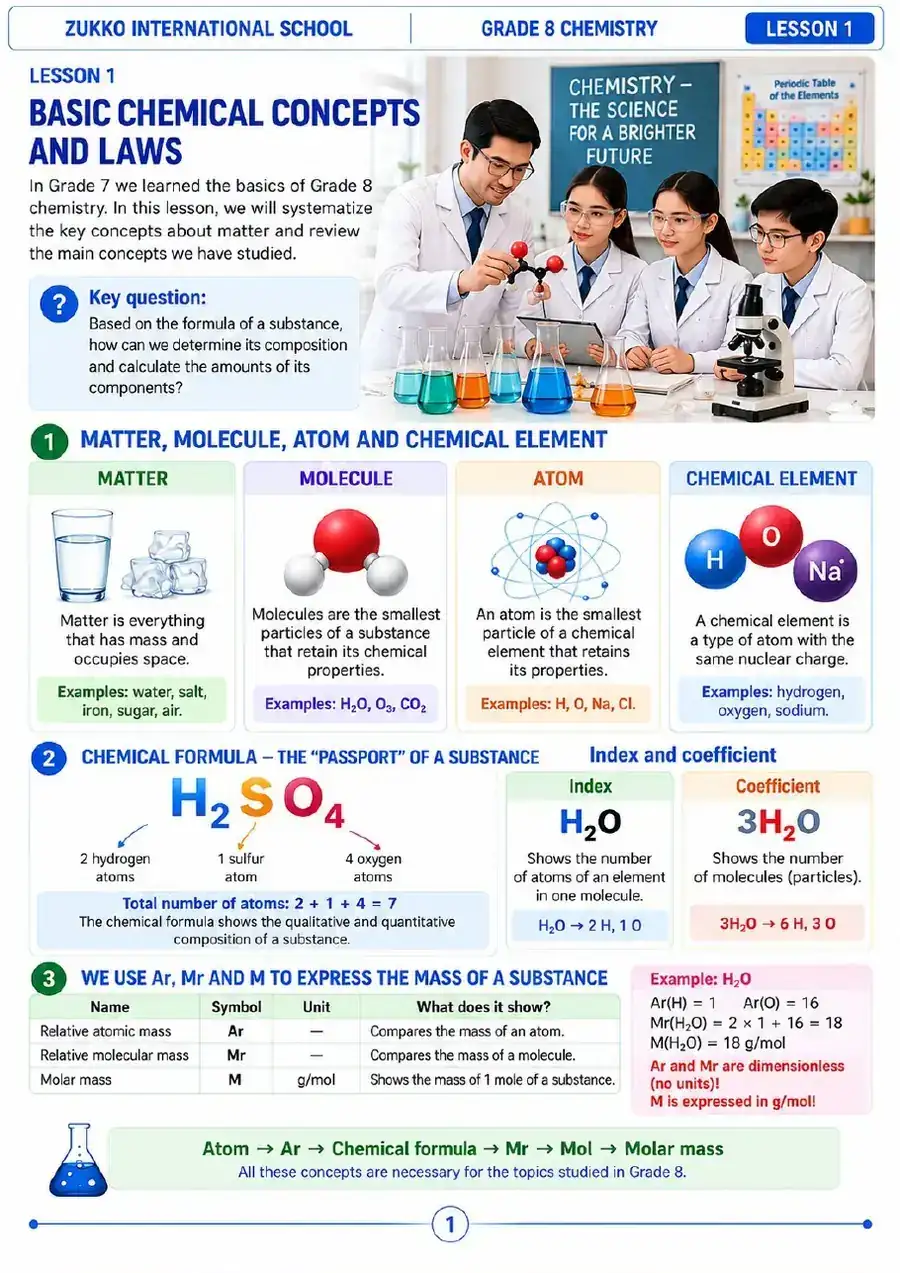 ZUKKO INTERNATIONAL SCHOOL
GRADE 8 CHEMISTRY
LESSON 1
LESSON 1
BASIC CHEMICAL CONCEPTS
AND LAWS
In Grade 7 we learned the basics of Grade 8
chemistry. In this lesson, we will systematize
the key concepts about matter and review
the main concepts we have studied.
CHEMISTRY –
THE SCIENCE
FOR A BRIGHTER
FUTURE
Periodic Table
of the Elements
?
Key question:
Based on the formula of a substance,
how can we determine its composition
and calculate the amounts of its
components?
1 MATTER, MOLECULE, ATOM AND CHEMICAL ELEMENT
MATTER
Matter is everything
that has mass and
occupies space.
Examples: water, salt,
iron, sugar, air.
MOLECULE
Molecules are the smallest
particles of a substance
that retain its chemical
properties.
Examples: H₂O, O₃, CO₂
ATOM
An atom is the smallest
particle of a chemical
element that retains
its properties.
Examples: H, O, Na, Cl.
CHEMICAL ELEMENT
H O Na
A chemical element is
a type of atom with the
same nuclear charge.
Examples: hydrogen,
oxygen, sodium.
2 CHEMICAL FORMULA – THE “PASSPORT” OF A SUBSTANCE
H₂SO₄
2 hydrogen
atoms
1 sulfur
atom
4 oxygen
atoms
Total number of atoms: 2 + 1 + 4 = 7
The chemical formula shows the qualitative and quantitative
composition of a substance.
Index and coefficient
Index
H₂O
Shows the number
of atoms of an element
in one molecule.
H₂O → 2 H, 1 O
Coefficient
3H₂O
Shows the number
of molecules (particles).
3H₂O → 6 H, 3 O
3 WE USE Ar, Mr AND M TO EXPRESS THE MASS OF A SUBSTANCE
Name Symbol Unit What does it show?
Relative atomic mass Ar — Compares the mass of an atom.
Relative molecular mass Mr — Compares the mass of a molecule.
Molar mass M g/mol Shows the mass of 1 mole of a substance.
Example: H₂O
Ar(H) = 1 Ar(O) = 16
Mr(H₂O) = 2 × 1 + 16 = 18
M(H₂O) = 18 g/mol
Ar and Mr are dimensionless
(no units)!
M is expressed in g/mol!
Atom → Ar → Chemical formula → Mr → Mol → Molar mass
All these concepts are necessary for the topics studied in Grade 8.
1